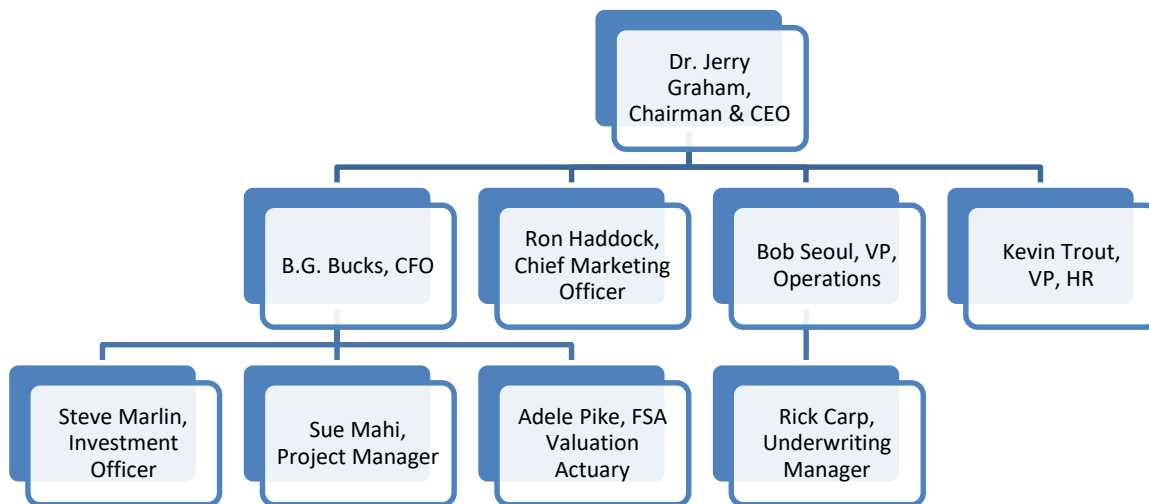 Dr. Jerry
Graham,
Chairman & CEO
B.G. Bucks, CFO
Ron Haddock,
Chief Marketing
Officer
Bob Seoul, VP,
Operations
Kevin Trout,
VP, HR
Steve Marlin,
Investment
Officer
Sue Mahi,
Project Manager
Adele Pike, FSA
Valuation
Actuary
Rick Carp,
Underwriting
Manager